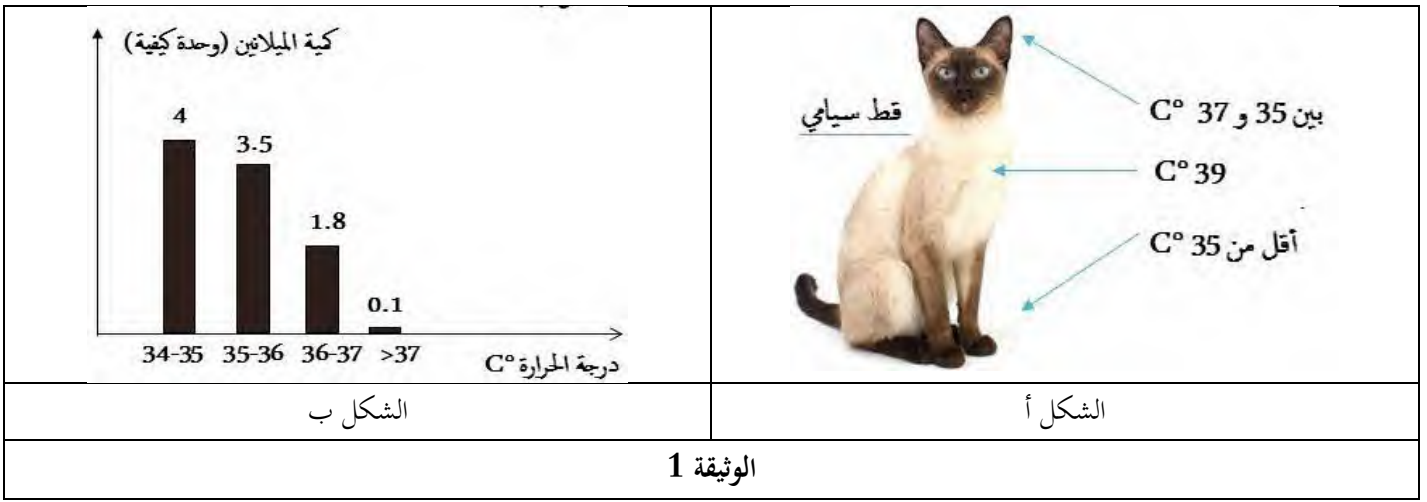 بين 35 و 37 °C
قط سيامي
39 °C
أقل من 35 °C
كمية الميلانين (وحدة كيفية)
4
3.5
1.8
0.1
34-35 35-36 36-37 >37
درجة الحرارة °C
الشكل أ
الشكل ب
الوثيقة 1